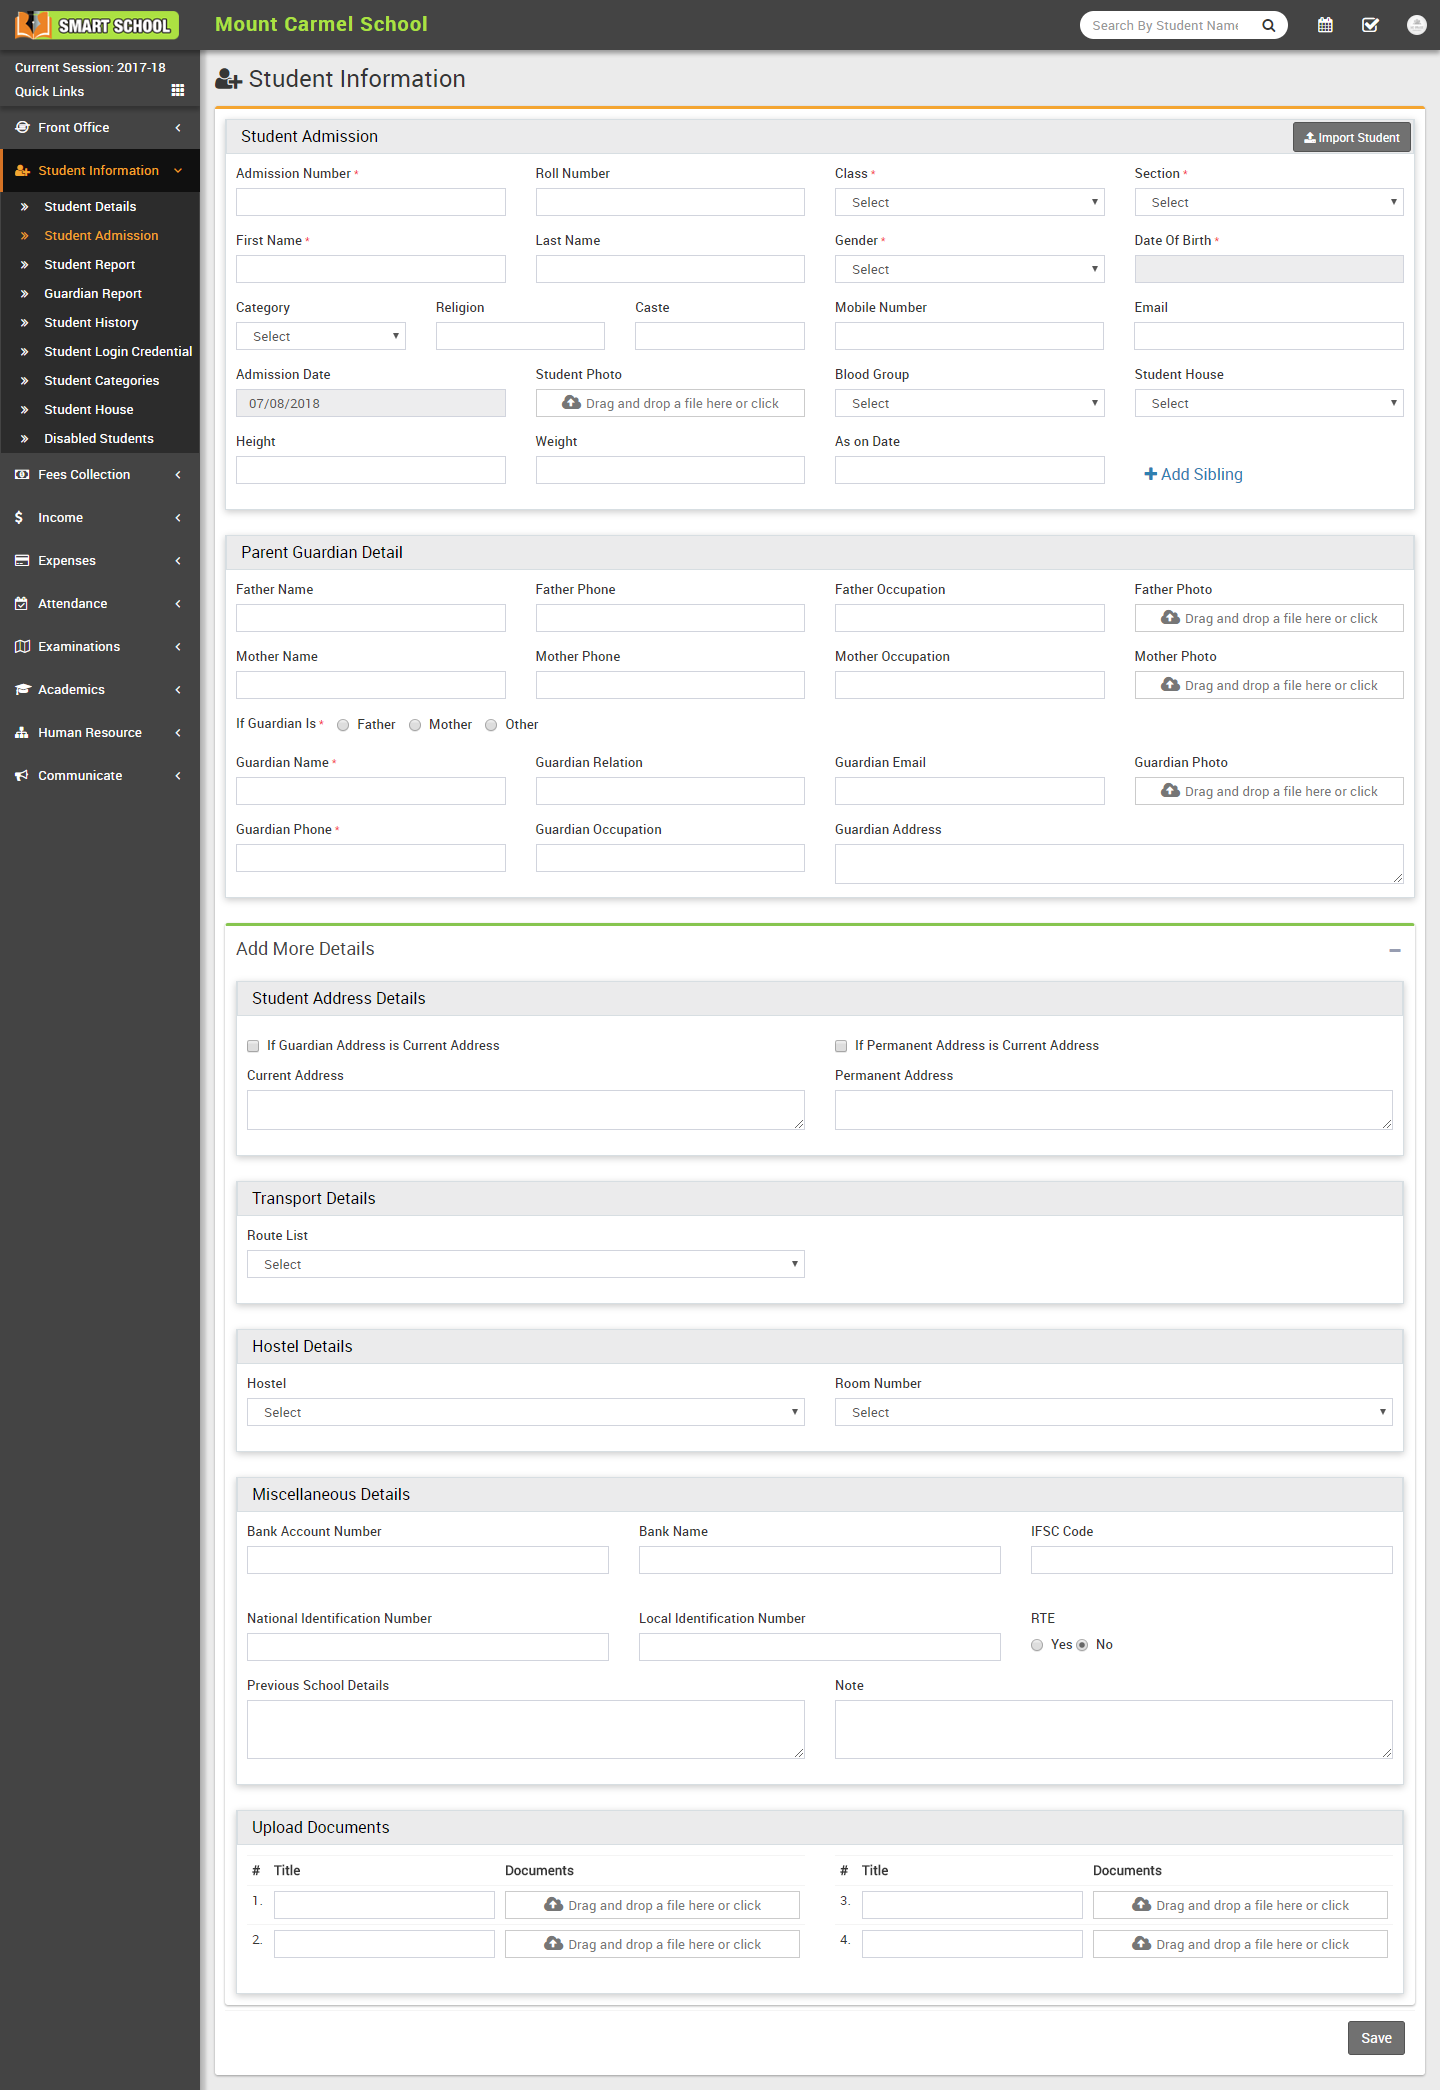 SMART SCHOOL
Mount Carmel School
Search By Student Name
Current Session: 2017-18
Quick Links
Front Office
Student Information
Student Details
Student Admission
Student Report
Guardian Report
Student History
Student Login Credential
Student Categories
Student House
Disabled Students
Fees Collection
Income
Expenses
Attendance
Examinations
Academics
Human Resource
Communicate
Student Information
Student Admission
Import Student
Admission Number * Roll Number Class * Section *
Select Select
First Name * Last Name Gender * Date Of Birth *
Select
Category Religion Caste Mobile Number Email
Select
Admission Date Student Photo Blood Group Student House
07/08/2018 Drag and drop a file here or click Select Select
Height Weight As on Date
Add Sibling
Parent Guardian Detail
Father Name Father Phone Father Occupation Father Photo
Drag and drop a file here or click
Mother Name Mother Phone Mother Occupation Mother Photo
Drag and drop a file here or click
If Guardian Is * Father Mother Other
Guardian Name * Guardian Relation Guardian Email Guardian Photo
Drag and drop a file here or click
Guardian Phone * Guardian Occupation Guardian Address
Add More Details
Student Address Details
If Guardian Address is Current Address If Permanent Address is Current Address
Current Address Permanent Address
Transport Details
Route List
Select
Hostel Details
Hostel Room Number
Select Select
Miscellaneous Details
Bank Account Number Bank Name IFSC Code
National Identification Number Local Identification Number RTE
Yes No
Previous School Details Note
Upload Documents
# Title Documents # Title Documents
1. Drag and drop a file here or click 3. Drag and drop a file here or click
2. Drag and drop a file here or click 4. Drag and drop a file here or click
Save